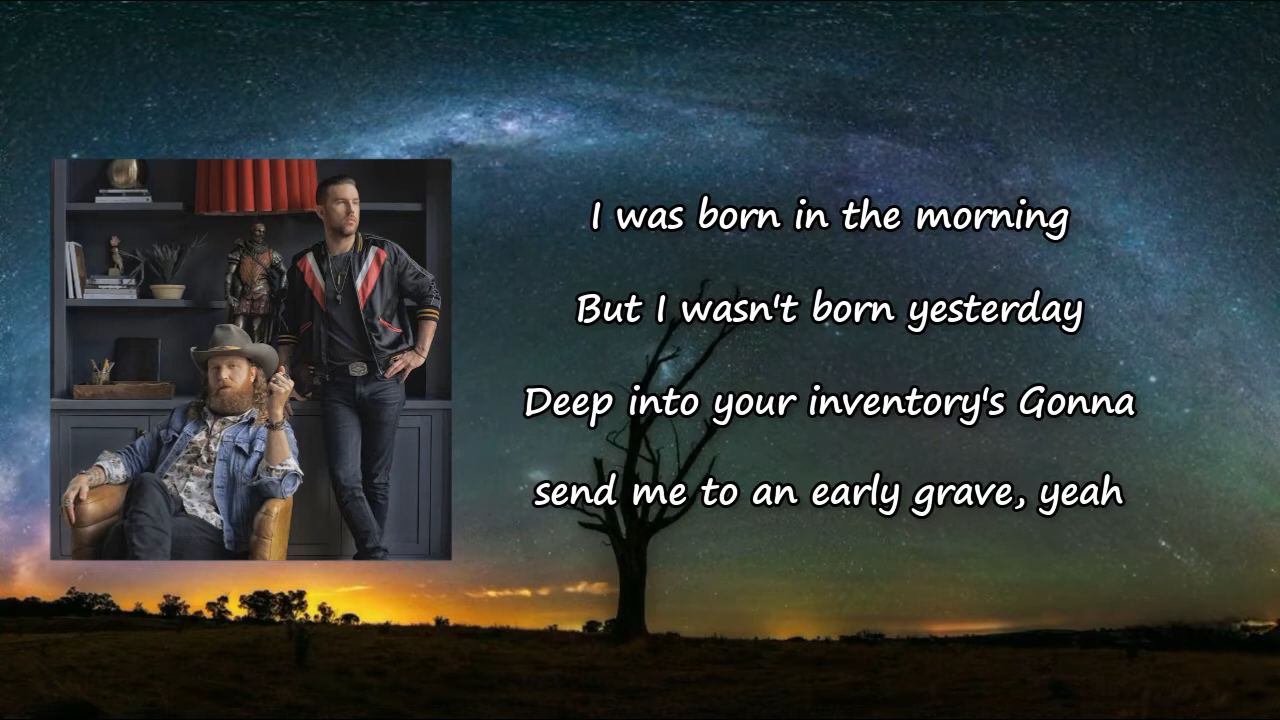 I was born in the morning
But I wasn't born yesterday
Deep into your inventory's Gonna
send me to an early grave, yeah